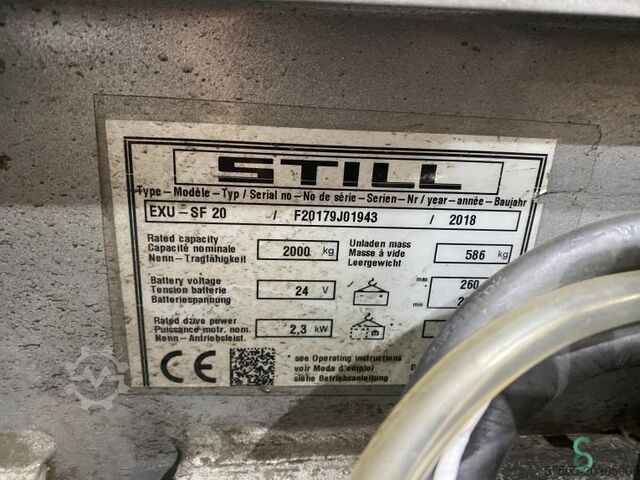 STILL
Type – Modèle – Typ / Serial no – No de série – Serien – Nr / year – année – Baujahr
EXU – SF 20 / F20179J01943 / 2018
Rated capacity
Capacité nominale 2000 kg
Nenn – Tragfähigkeit
Unladen mass
Masse à vide 586 kg
Leergewicht
Battery voltage
Tension batterie 24 V
Batteriespannung
max 260
min
Rated drive power
Puissance motr. nom. 2,3 kW
Nenn – Antriebsleist.
CE
*see Operating instructions
voir Mode d'emploi
siehe Betriebsanleitung
S